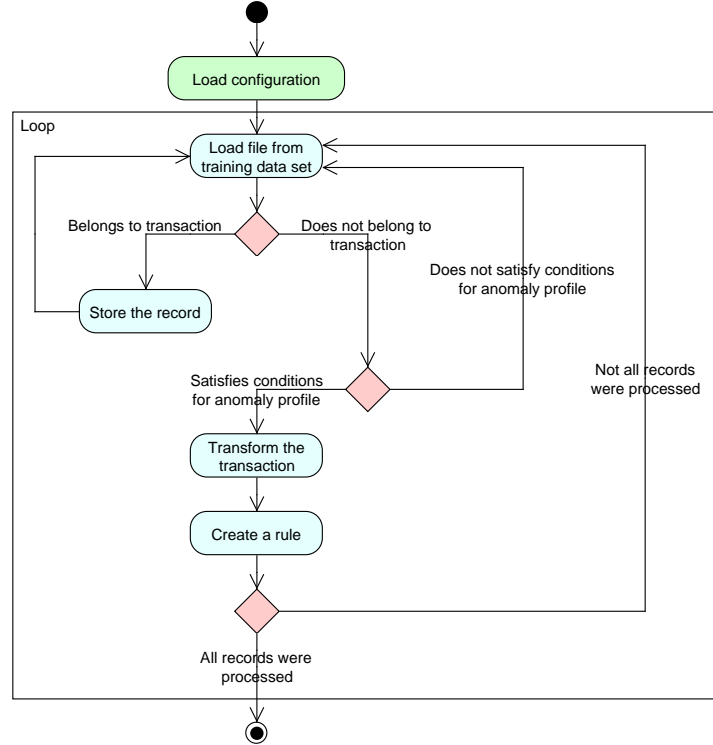 Load configuration
Loop
Load file from
training data set
Belongs to transaction
Does not belong to
transaction
Does not satisfy conditions
for anomaly profile
Store the record
Not all records
were processed
Satisfies conditions
for anomaly profile
Transform the
transaction
Create a rule
All records were
processed